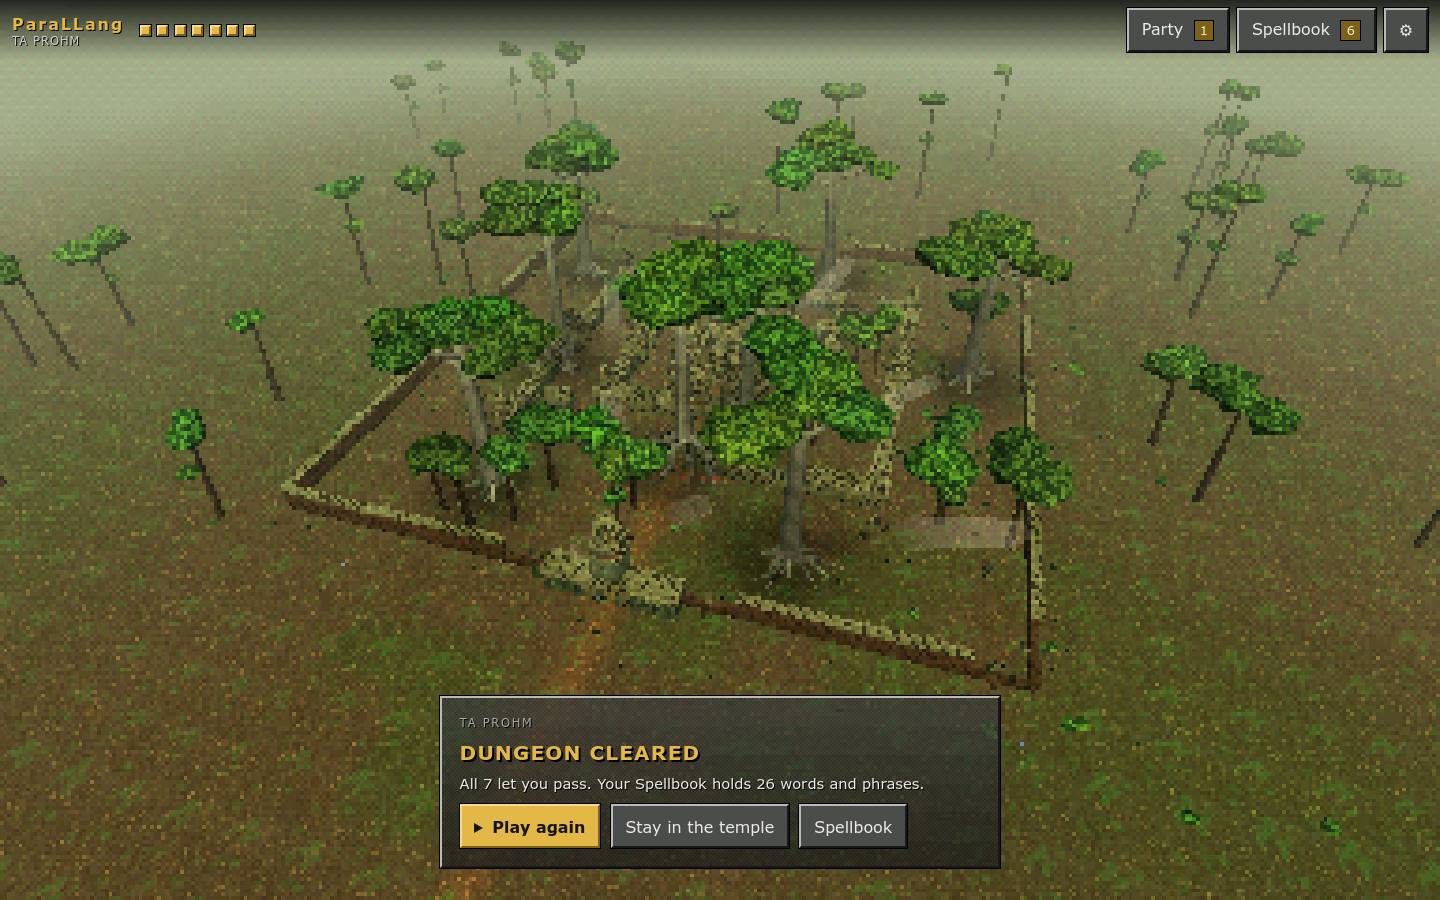 ParaLLang
TA PROHM
Party 1
Spellbook 6
TA PROHM
DUNGEON CLEARED
All 7 let you pass. Your Spellbook holds 26 words and phrases.
Play again
Stay in the temple
Spellbook